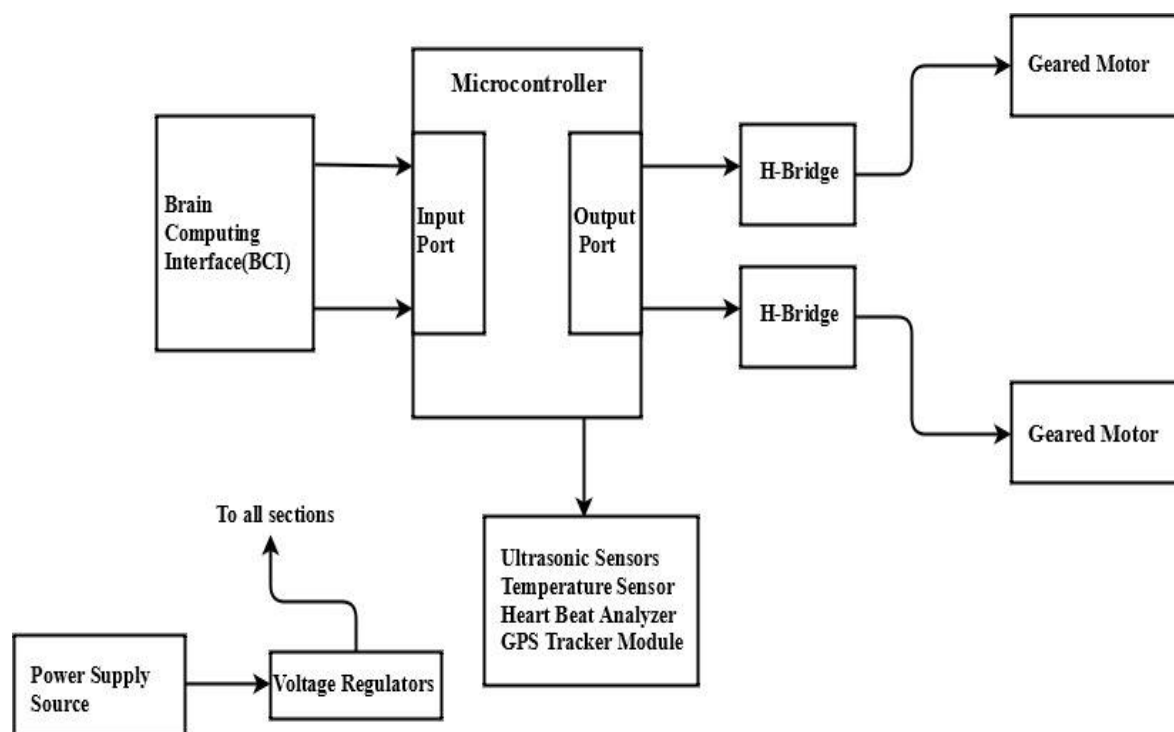 Microcontroller
Brain
Computing
Interface(BCI)
Input
Port
Output
Port
H-Bridge
Geared Motor
H-Bridge
Geared Motor
To all sections
Ultrasonic Sensors
Temperature Sensor
Heart Beat Analyzer
GPS Tracker Module
Power Supply
Source
Voltage Regulators